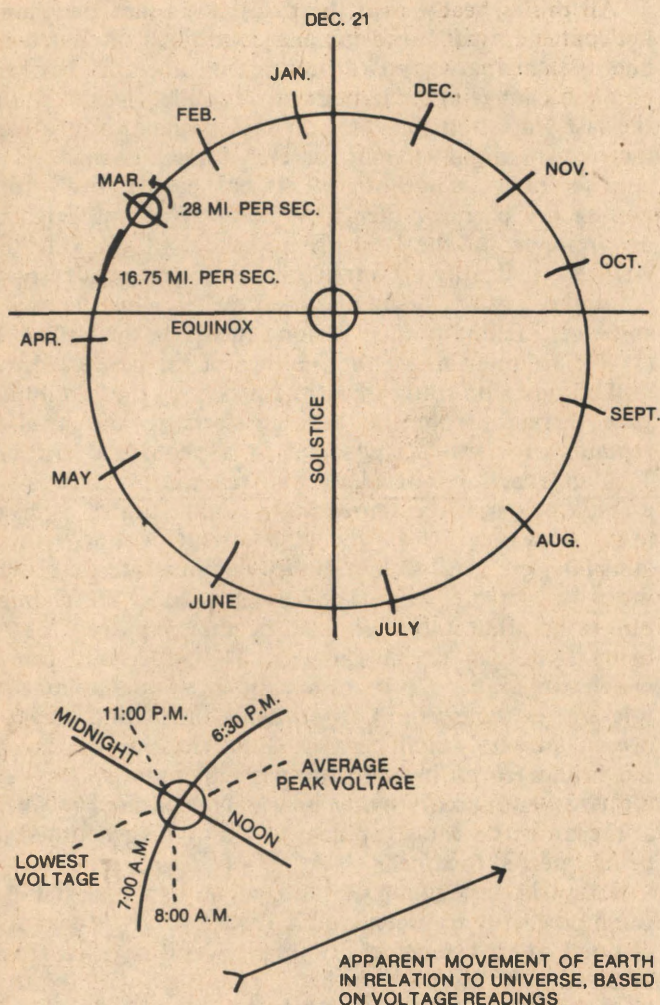 DEC. 21
JAN.
DEC.
FEB.
NOV.
MAR.
.28 MI. PER SEC.
OCT.
16.75 MI. PER SEC.
EQUINOX
APR.
SOLSTICE
SEPT.
MAY
AUG.
JUNE
JULY
11:00 P.M.
6:30 P.M.
MIDNIGHT
AVERAGE
PEAK VOLTAGE
NOON
LOWEST
VOLTAGE
7:00 A.M.
8:00 A.M.
APPARENT MOVEMENT OF EARTH
IN RELATION TO UNIVERSE, BASED
ON VOLTAGE READINGS